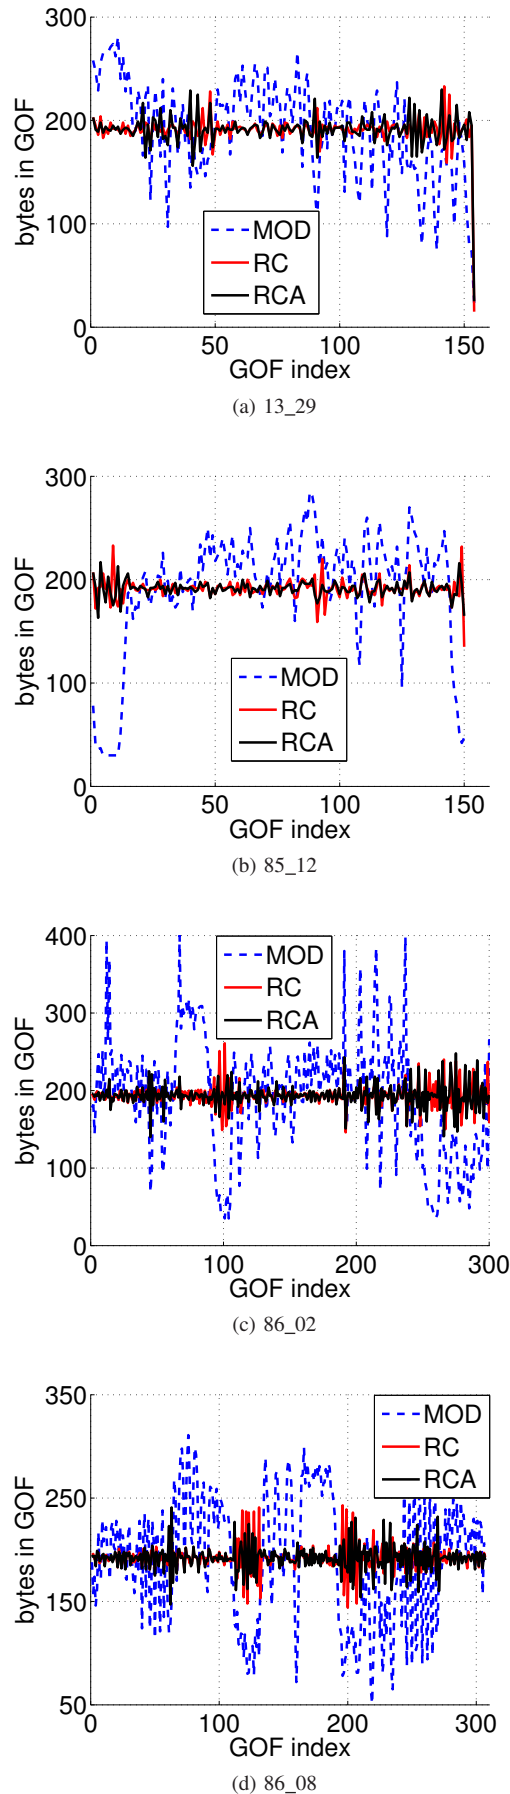 300
200
100
0
bytes in GOF
MOD
RC
RCA
0 50 100 150
GOF index
(a) 13_29
300
200
100
0
bytes in GOF
MOD
RC
RCA
0 50 100 150
GOF index
(b) 85_12
400
300
200
100
0
bytes in GOF
MOD
RC
RCA
0 100 200 300
GOF index
(c) 86_02
350
250
150
50
bytes in GOF
MOD
RC
RCA
0 100 200 300
GOF index
(d) 86_08